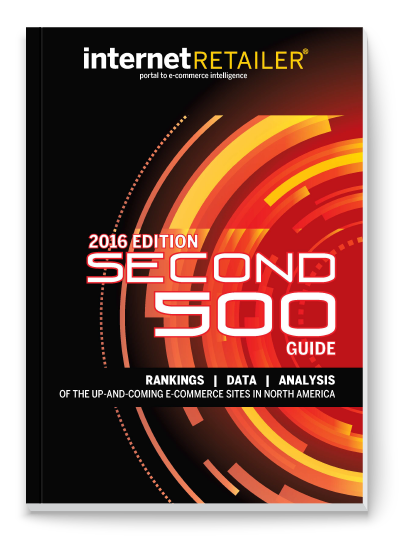 internetRETAILER®
portal to e-commerce intelligence
2016 EDITION
SECOND
500
GUIDE
RANKINGS | DATA | ANALYSIS
OF THE UP-AND-COMING E-COMMERCE SITES IN NORTH AMERICA